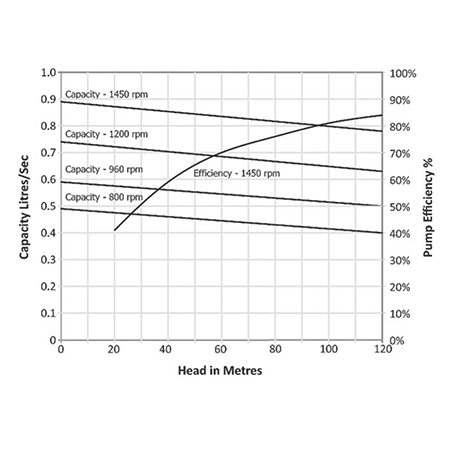 1.0
0.9
0.8
0.7
0.6
0.5
0.4
0.3
0.2
0.1
0
Capacity Litres/Sec
Capacity - 1450 rpm
Capacity - 1200 rpm
Capacity - 960 rpm
Capacity - 800 rpm
Efficiency - 1450 rpm
100%
90%
80%
70%
60%
50%
40%
30%
20%
10%
0%
Pump Efficiency %
0 20 40 60 80 100 120
Head in Metres